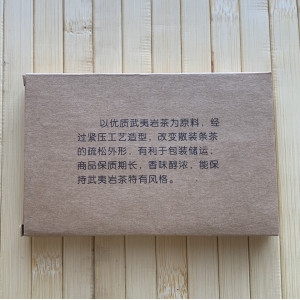 以优质武夷岩茶为原料，经
过紧压工艺造型，改变散装条茶
的疏松外形，有利于包装储运，
商品保质期长，香味醇浓，能保
持武夷岩茶特有风格。